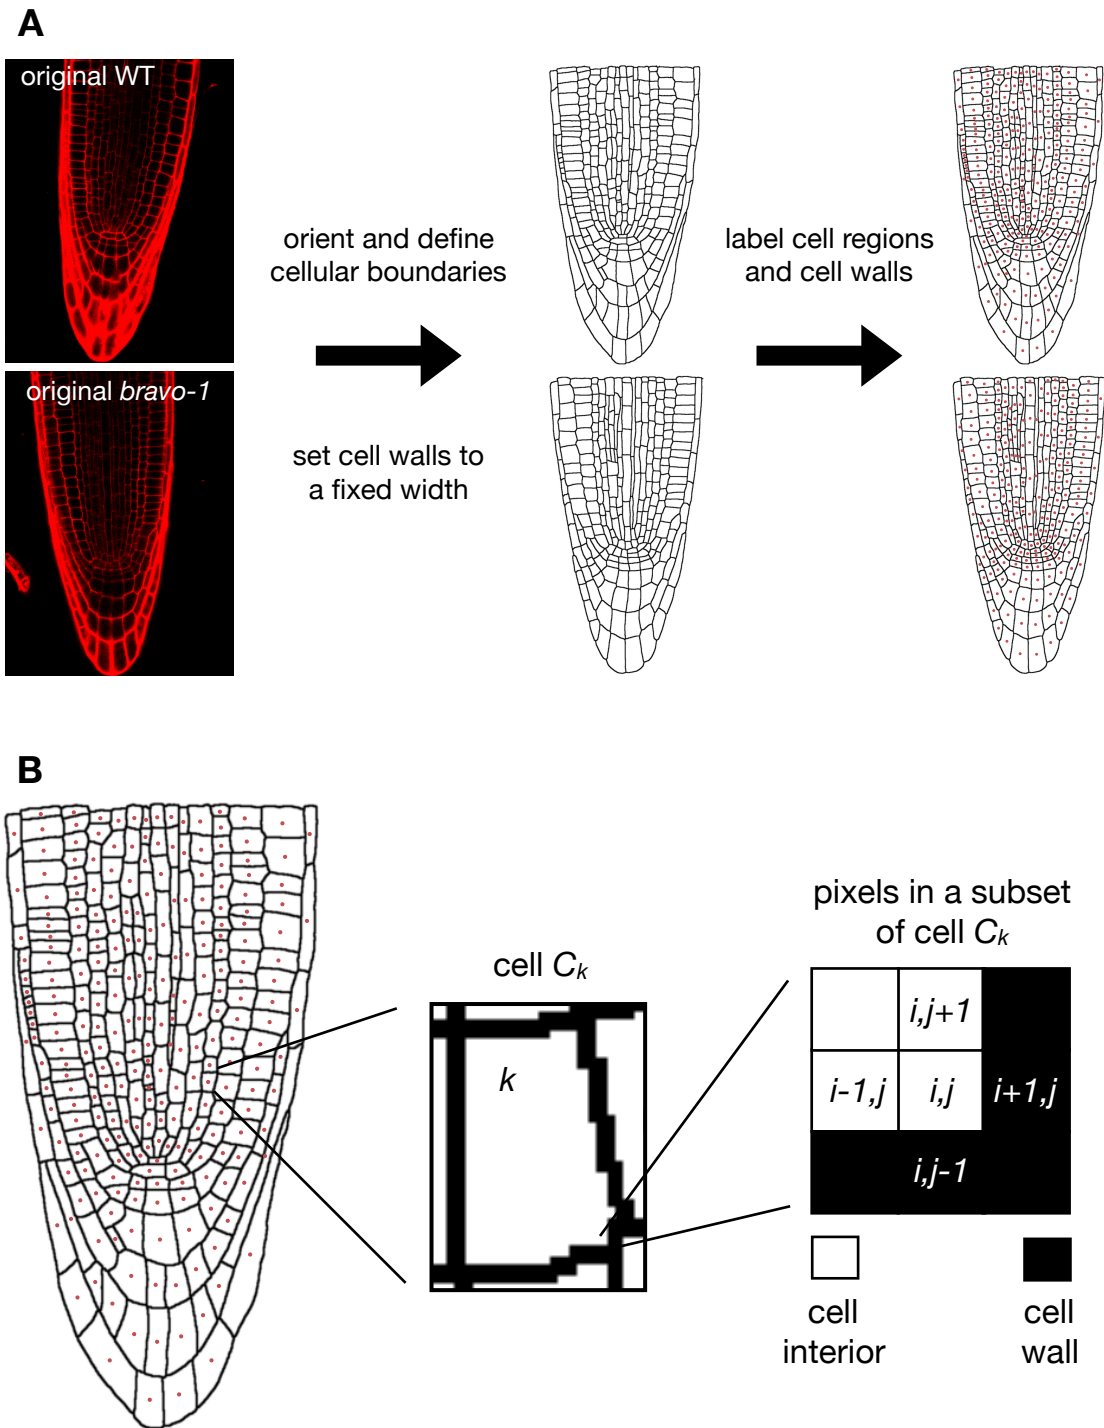 A
original WT
orient and define
cellular boundaries
label cell regions
and cell walls
original bravo-1
set cell walls to
a fixed width
B
pixels in a subset
of cell Ck
cell Ck
k
i,j+1
i-1,j
i,j
i+1,j
i,j-1
cell
interior
cell
wall